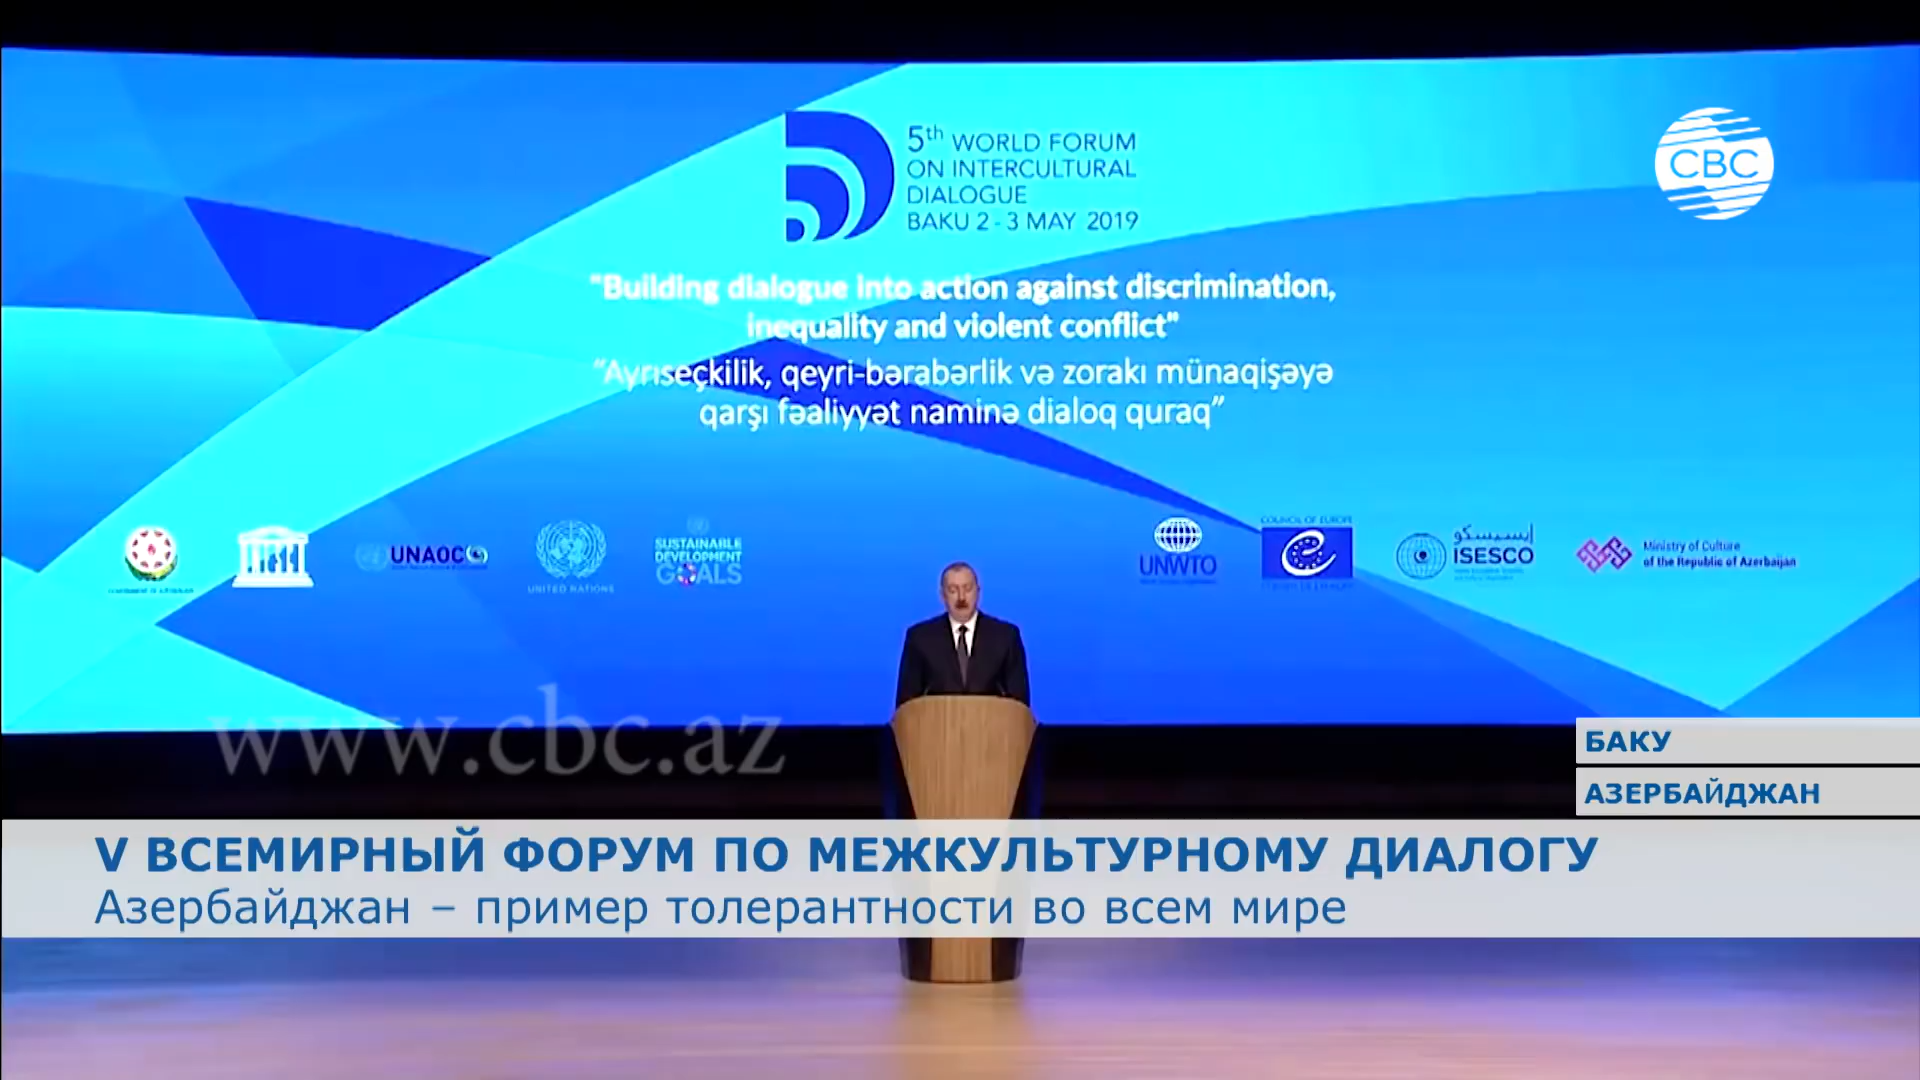 5th WORLD FORUM
ON INTERCULTURAL
DIALOGUE
BAKU 2 - 3 MAY 2019
CBC
"Building dialogue into action against discrimination,
inequality and violent conflict"
“Ayrıseçkilik, qeyri-bərabərlik və zorakı münaqişəyə
qarşı fəaliyyət naminə dialoq quraq”
UNAOC
UNITED NATIONS
SUSTAINABLE
DEVELOPMENT
GOALS
UNWTO
COUNCIL OF EUROPE
إيسيسكو
ISESCO
Ministry of Culture
of the Republic of Azerbaijan
www.cbc.az
БАКУ
АЗЕРБАЙДЖАН
V ВСЕМИРНЫЙ ФОРУМ ПО МЕЖКУЛЬТУРНОМУ ДИАЛОГУ
Азербайджан – пример толерантности во всем мире